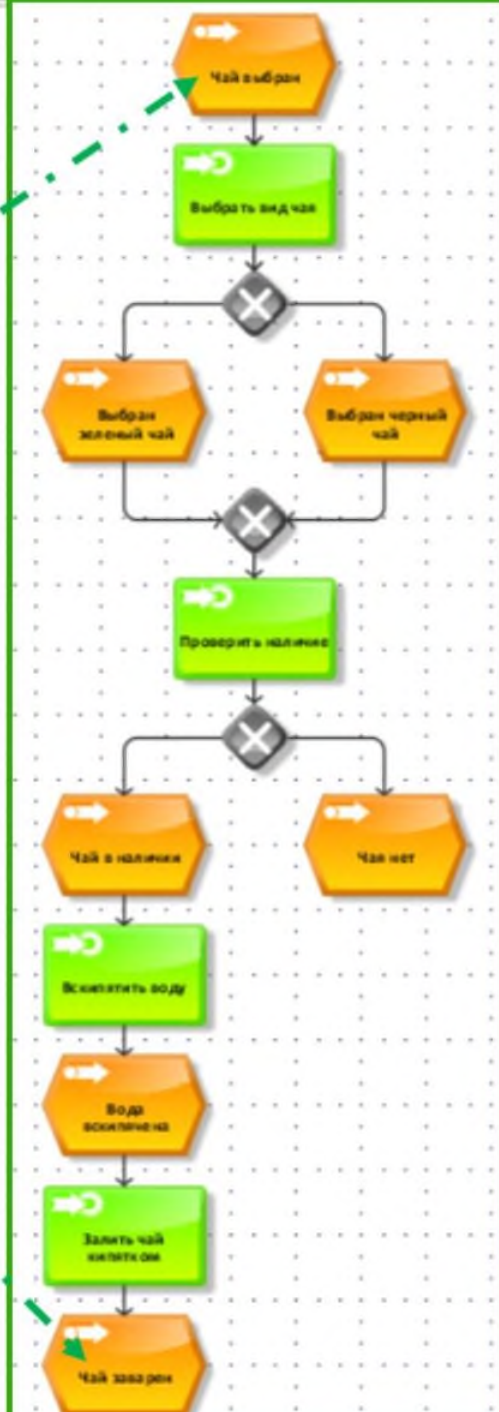 Чай выбран
Выбрать вид чая
Выбран
зеленый чай
Выбран черный
чай
Проверить наличие
Чай в наличии
Чая нет
Вскипятить воду
Вода
вскипячена
Залить чай
кипятком
Чай заварен